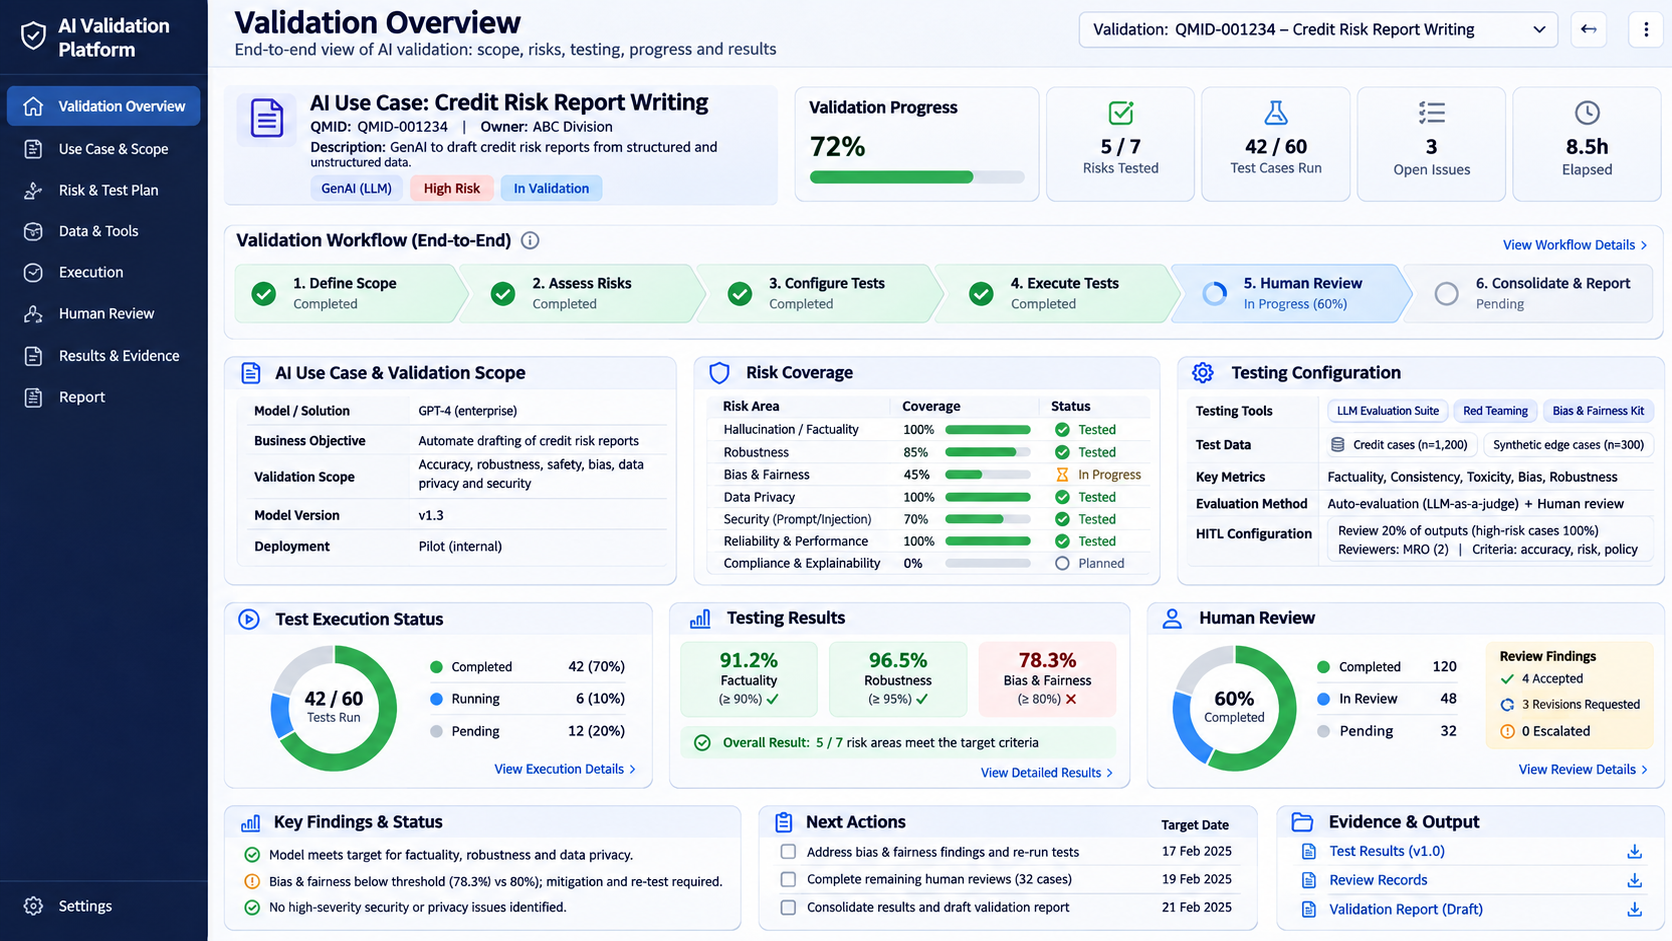 AI Validation
Platform
Validation Overview
Use Case & Scope
Risk & Test Plan
Data & Tools
Execution
Human Review
Results & Evidence
Report
Settings
Validation Overview
End-to-end view of AI validation: scope, risks, testing, progress and results
Validation: QMID-001234 – Credit Risk Report Writing
AI Use Case: Credit Risk Report Writing
QMID: QMID-001234 | Owner: ABC Division
Description: GenAI to draft credit risk reports from structured and
unstructured data.
GenAI (LLM) High Risk In Validation
Validation Progress
72%
5 / 7
Risks Tested
42 / 60
Test Cases Run
3
Open Issues
8.5h
Elapsed
Validation Workflow (End-to-End)
View Workflow Details >
1. Define Scope
Completed
2. Assess Risks
Completed
3. Configure Tests
Completed
4. Execute Tests
Completed
5. Human Review
In Progress (60%)
6. Consolidate & Report
Pending
AI Use Case & Validation Scope
Model / Solution GPT-4 (enterprise)
Business Objective Automate drafting of credit risk reports
Validation Scope Accuracy, robustness, safety, bias, data
privacy and security
Model Version v1.3
Deployment Pilot (internal)
Risk Coverage
Risk Area Coverage Status
Hallucination / Factuality 100% Tested
Robustness 85% Tested
Bias & Fairness 45% In Progress
Data Privacy 100% Tested
Security (Prompt/Injection) 70% Tested
Reliability & Performance 100% Tested
Compliance & Explainability 0% Planned
Testing Configuration
Testing Tools LLM Evaluation Suite Red Teaming Bias & Fairness Kit
Test Data Credit cases (n=1,200) Synthetic edge cases (n=300)
Key Metrics Factuality, Consistency, Toxicity, Bias, Robustness
Evaluation Method Auto-evaluation (LLM-as-a-judge) + Human review
HITL Configuration Review 20% of outputs (high-risk cases 100%)
Reviewers: MRO (2) | Criteria: accuracy, risk, policy
Test Execution Status
42 / 60
Tests Run
Completed 42 (70%)
Running 6 (10%)
Pending 12 (20%)
View Execution Details >
Testing Results
91.2%
Factuality
(≥ 90%) ✓
96.5%
Robustness
(≥ 95%) ✓
78.3%
Bias & Fairness
(≥ 80%) ✕
Overall Result: 5 / 7 risk areas meet the target criteria
View Detailed Results >
Human Review
60%
Completed
Completed 120
In Review 48
Pending 32
Review Findings
4 Accepted
3 Revisions Requested
0 Escalated
View Review Details >
Key Findings & Status
Model meets target for factuality, robustness and data privacy.
Bias & fairness below threshold (78.3%) vs 80%); mitigation and re-test required.
No high-severity security or privacy issues identified.
Next Actions Target Date
Address bias & fairness findings and re-run tests 17 Feb 2025
Complete remaining human reviews (32 cases) 19 Feb 2025
Consolidate results and draft validation report 21 Feb 2025
Evidence & Output
Test Results (v1.0)
Review Records
Validation Report (Draft)